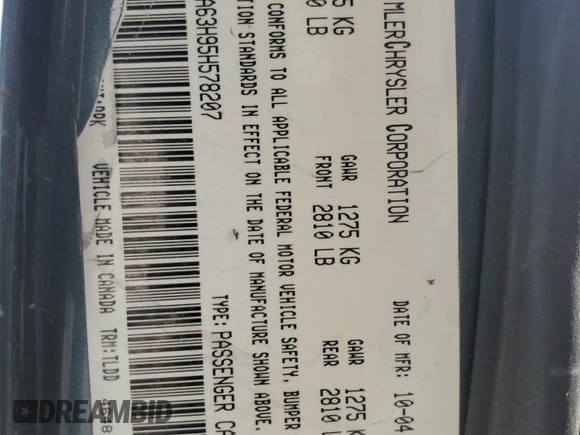 MLERCHRYSLER CORPORATION
DATE OF MFR: 10-04
GAWR 1275 KG GAWR 1275 KG
FRONT 2810 LB REAR 2810 LB
5 KG
0 LB
CONFORMS TO ALL APPLICABLE FEDERAL MOTOR VEHICLE SAFETY, BUMPER
TION STANDARDS IN EFFECT ON THE DATE OF MANUFACTURE SHOWN ABOVE.
A63H95H578207 TYPE: PASSENGER CA
VEHICLE MADE IN CANADA TRM:TLDD
DREAMBID